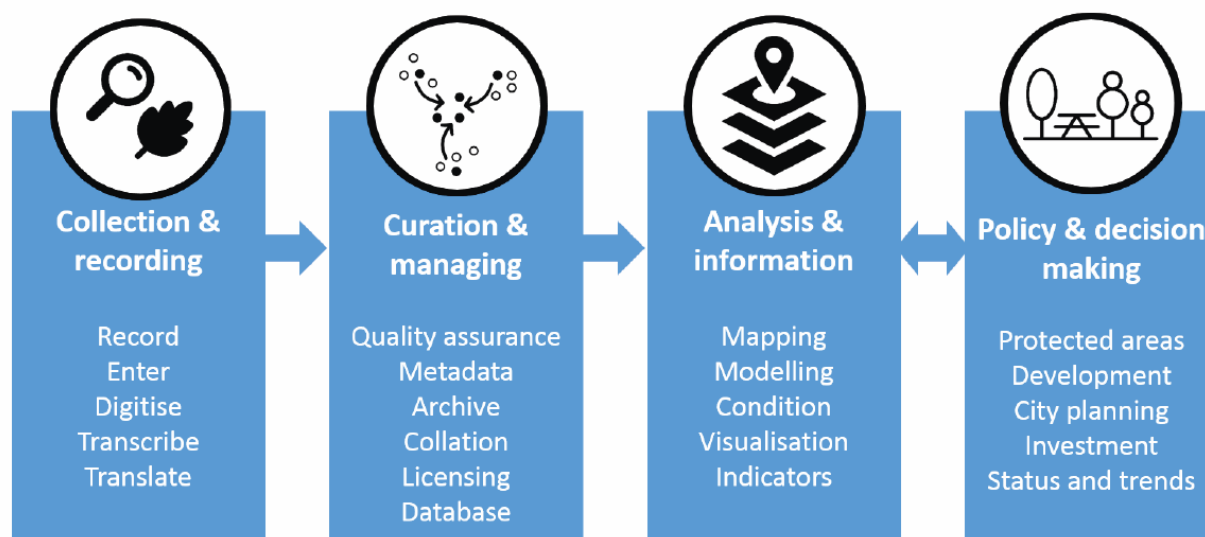 Collection &
recording
Record
Enter
Digitise
Transcribe
Translate
Curation &
managing
Quality assurance
Metadata
Archive
Collation
Licensing
Database
Analysis &
information
Mapping
Modelling
Condition
Visualisation
Indicators
Policy & decision
making
Protected areas
Development
City planning
Investment
Status and trends